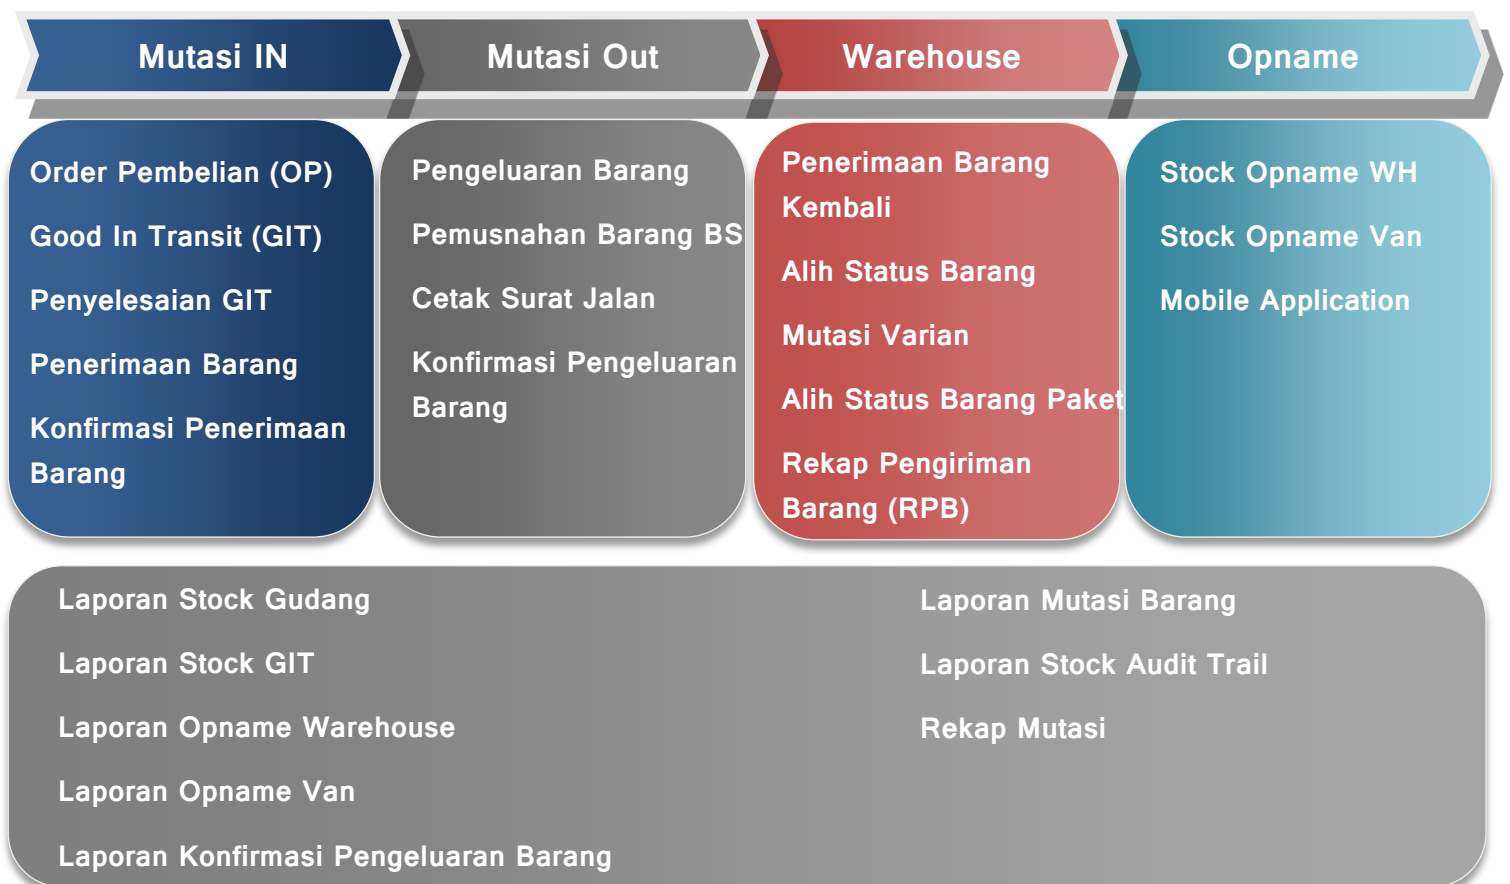 Mutasi IN
Mutasi Out
Warehouse
Opname
Order Pembelian (OP)
Good In Transit (GIT)
Penyelesaian GIT
Penerimaan Barang
Konfirmasi Penerimaan
Barang
Pengeluaran Barang
Pemusnahan Barang BS
Cetak Surat Jalan
Konfirmasi Pengeluaran
Barang
Penerimaan Barang
Kembali
Alih Status Barang
Mutasi Varian
Alih Status Barang Paket
Rekap Pengiriman
Barang (RPB)
Stock Opname WH
Stock Opname Van
Mobile Application
Laporan Stock Gudang
Laporan Stock GIT
Laporan Opname Warehouse
Laporan Opname Van
Laporan Konfirmasi Pengeluaran Barang
Laporan Mutasi Barang
Laporan Stock Audit Trail
Rekap Mutasi